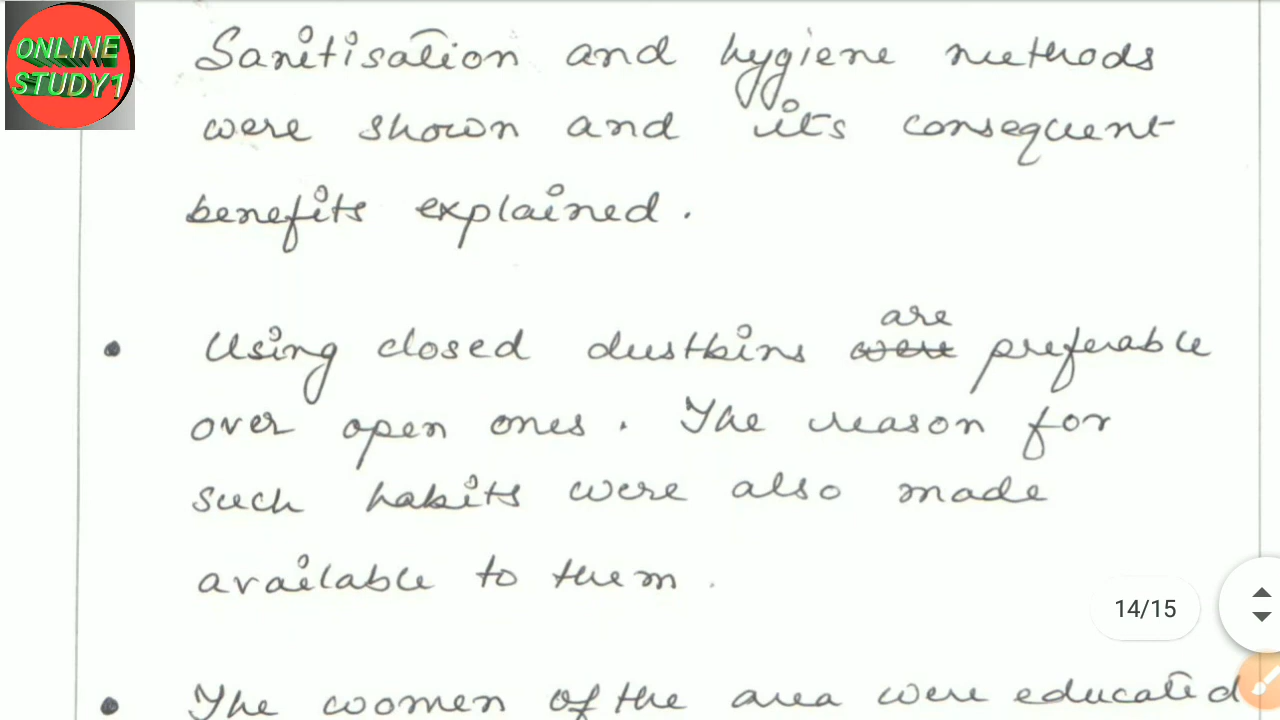 ONLINE
STUDY1
Sanitisation and hygiene methods
were shown and its consequent
benefits explained.
are
• Using closed dustbins were preferable
over open ones. The reason for
such habits were also made
available to them.
14/15
• The women of the area were educated